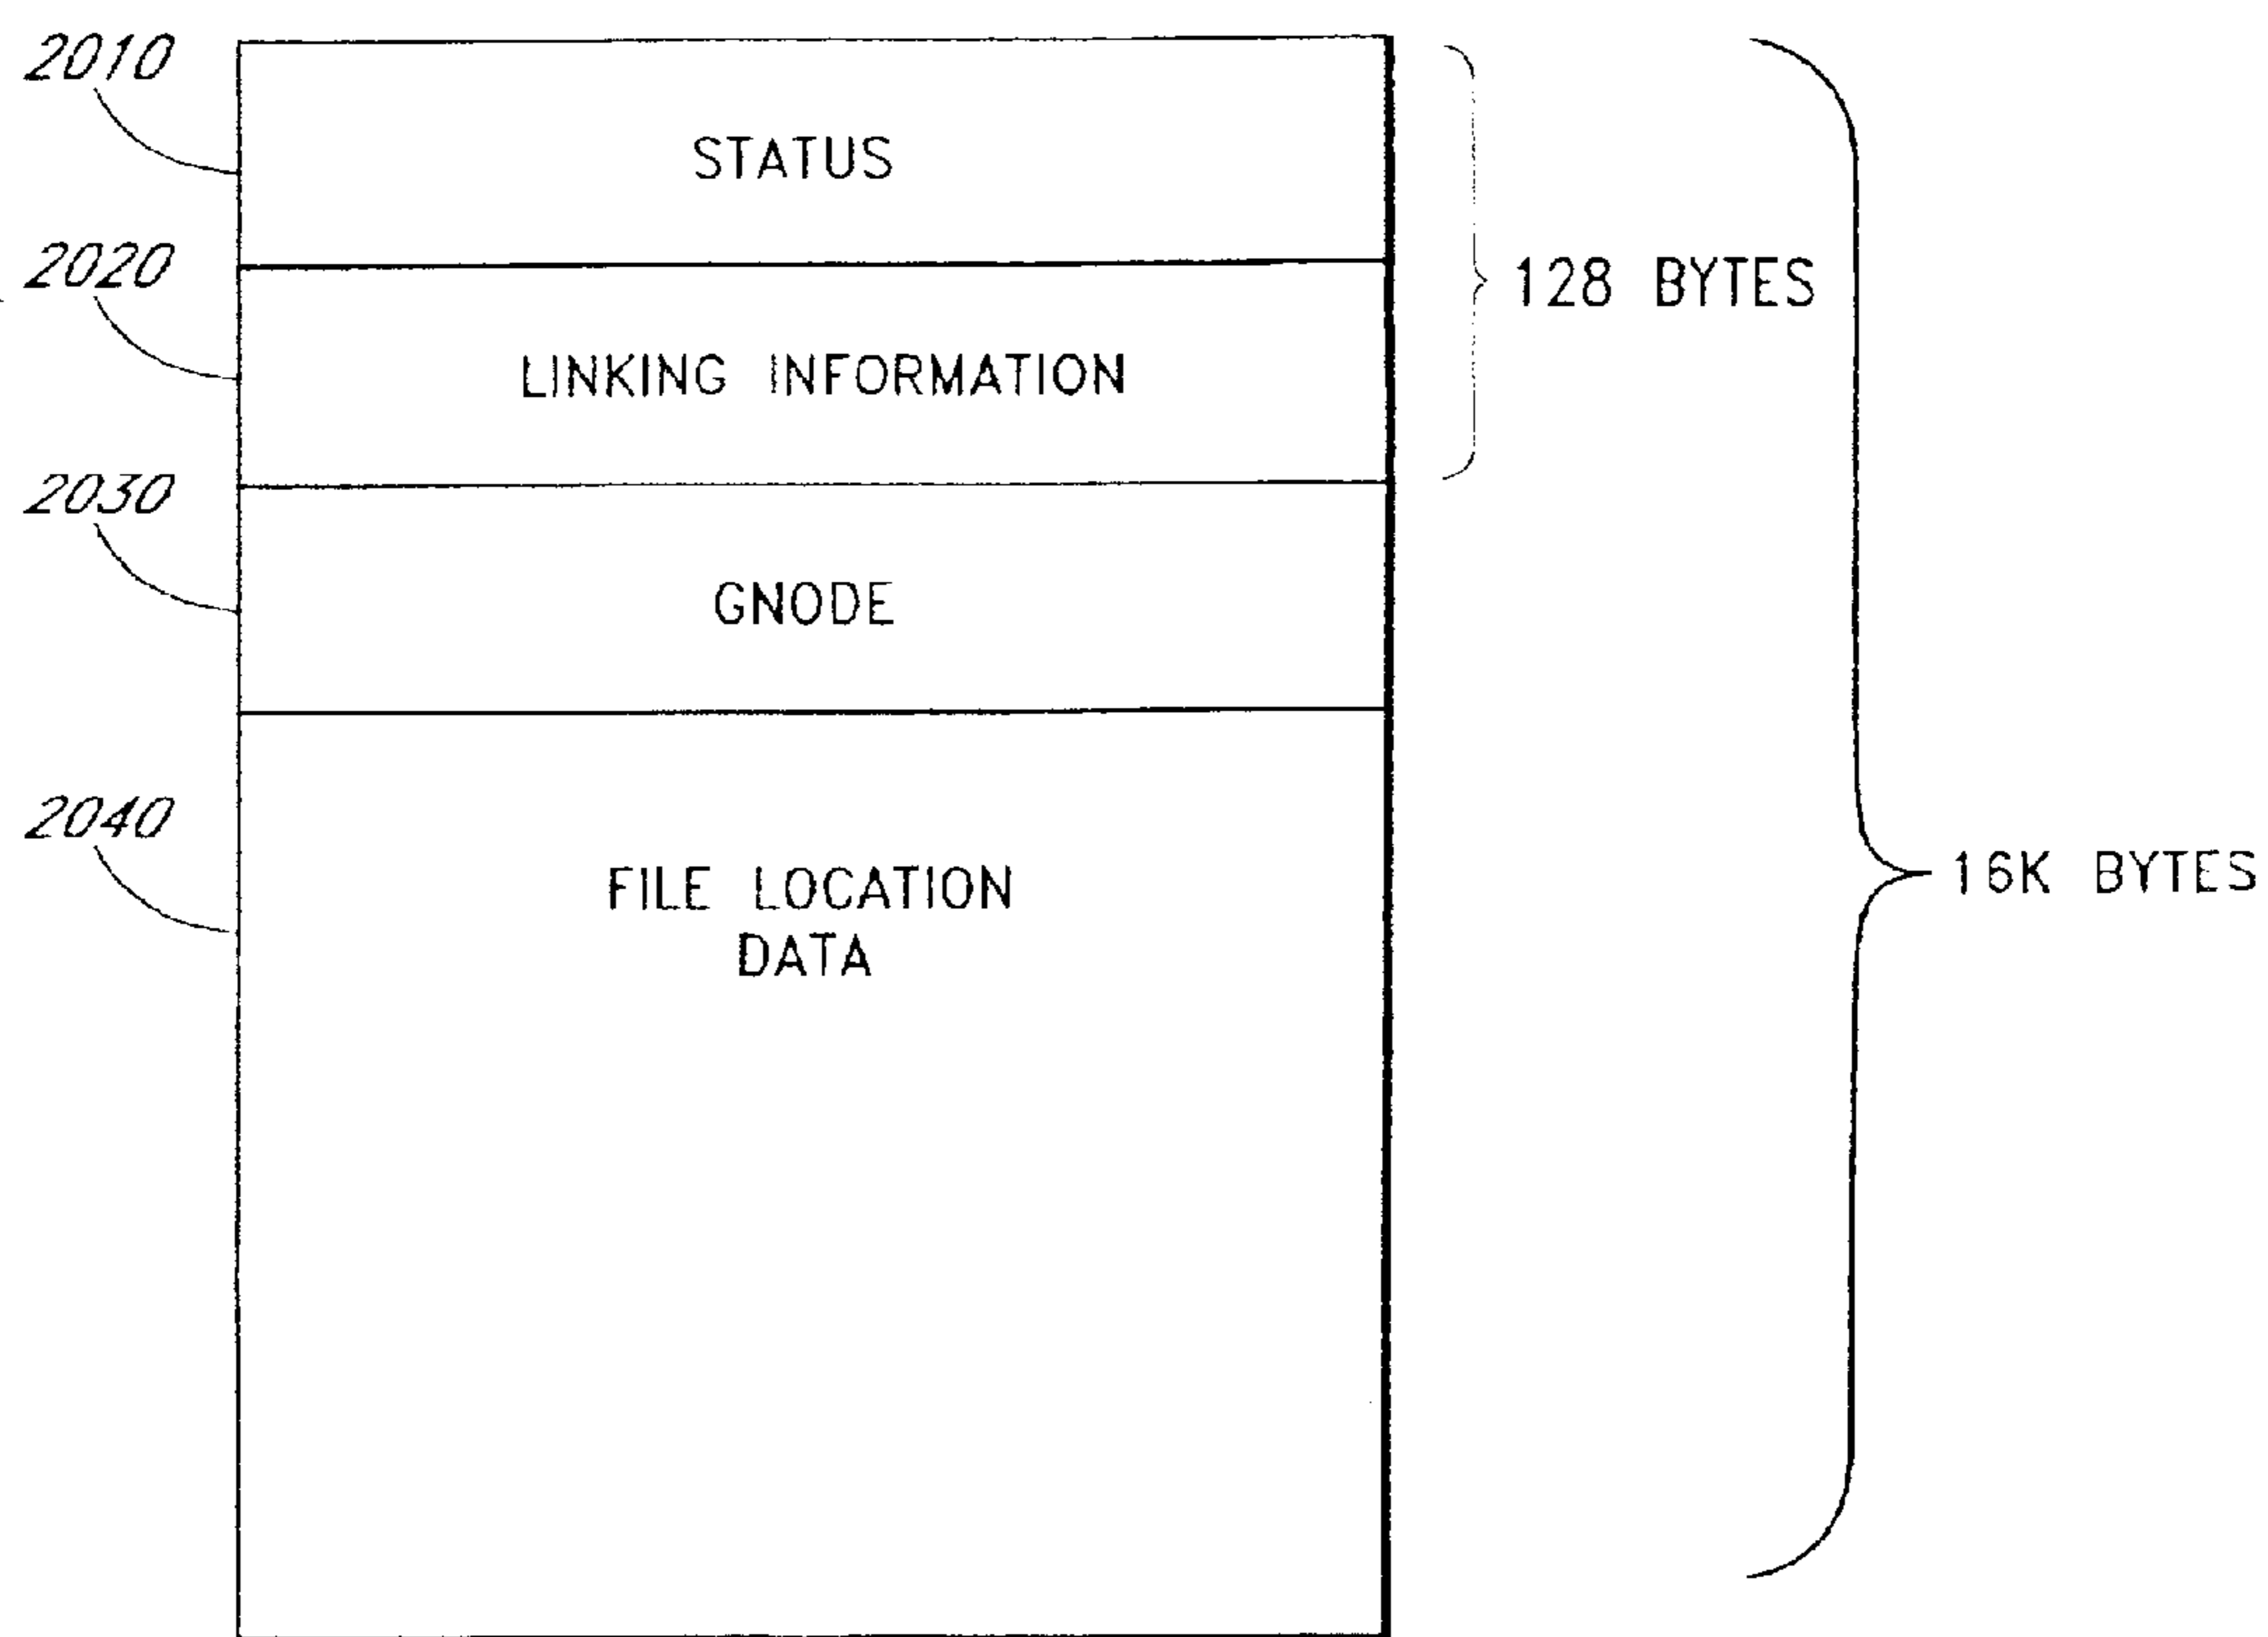 2010
STATUS
2020
128 BYTES
LINKING INFORMATION
2030
GNODE
2040
FILE LOCATION
DATA
16K BYTES